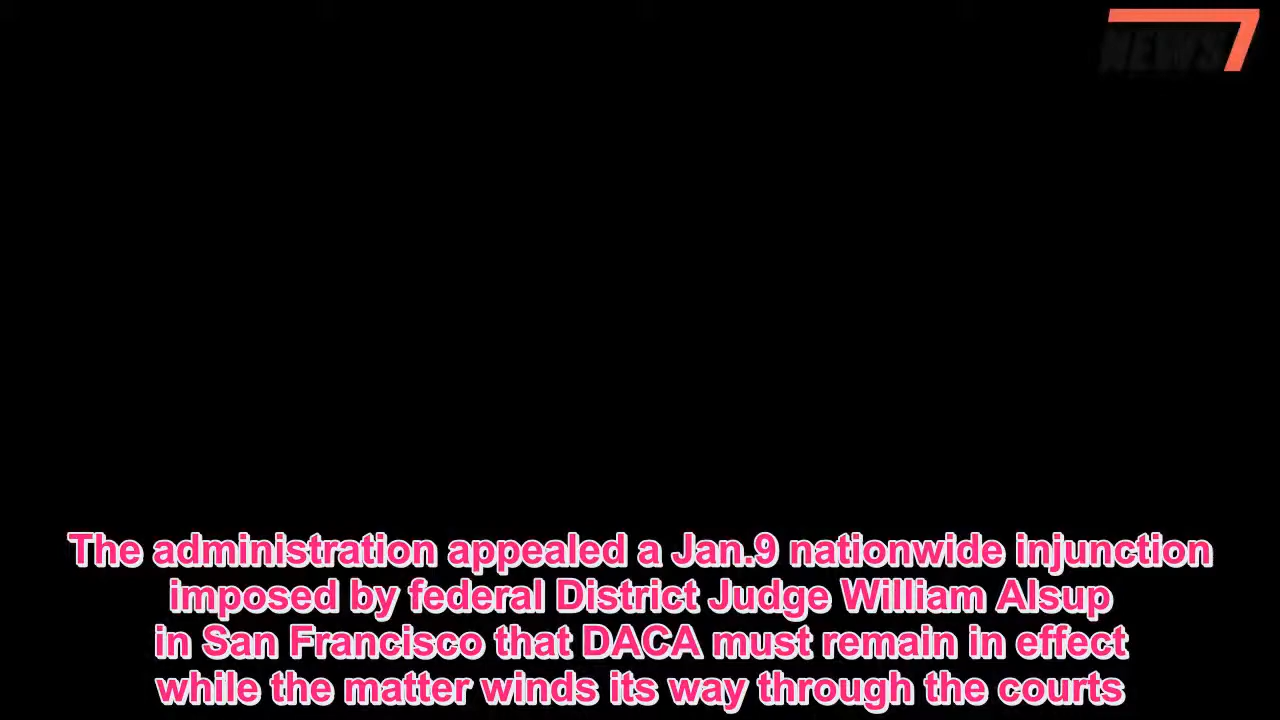 NEWS7
The administration appealed a Jan.9 nationwide injunction
imposed by federal District Judge William Alsup
in San Francisco that DACA must remain in effect
while the matter winds its way through the courts